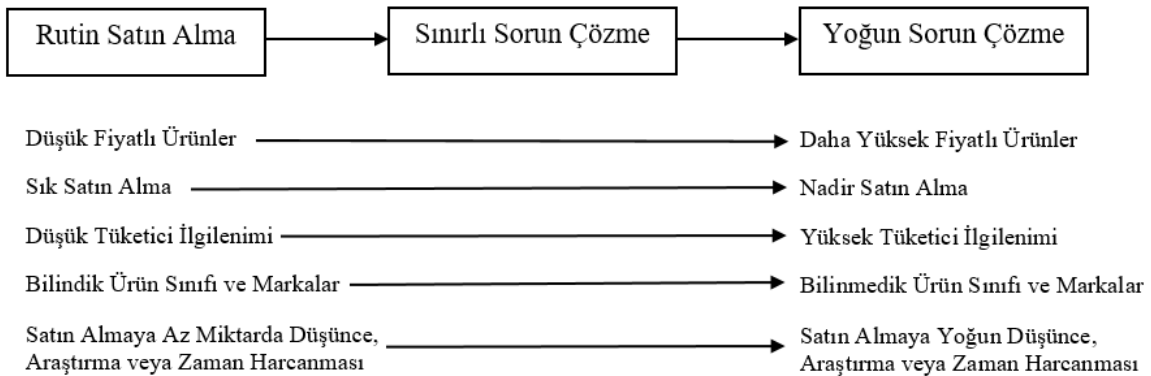 Rutin Satın Alma
Sınırlı Sorun Çözme
Yoğun Sorun Çözme
Düşük Fiyatlı Ürünler
Daha Yüksek Fiyatlı Ürünler
Sık Satın Alma
Nadir Satın Alma
Düşük Tüketici İlgilenimi
Yüksek Tüketici İlgilenimi
Bilindik Ürün Sınıfı ve Markalar
Bilinmedik Ürün Sınıfı ve Markalar
Satın Almaya Az Miktarda Düşünce,
Araştırma veya Zaman Harcanması
Satın Almaya Yoğun Düşünce,
Araştırma veya Zaman Harcanması